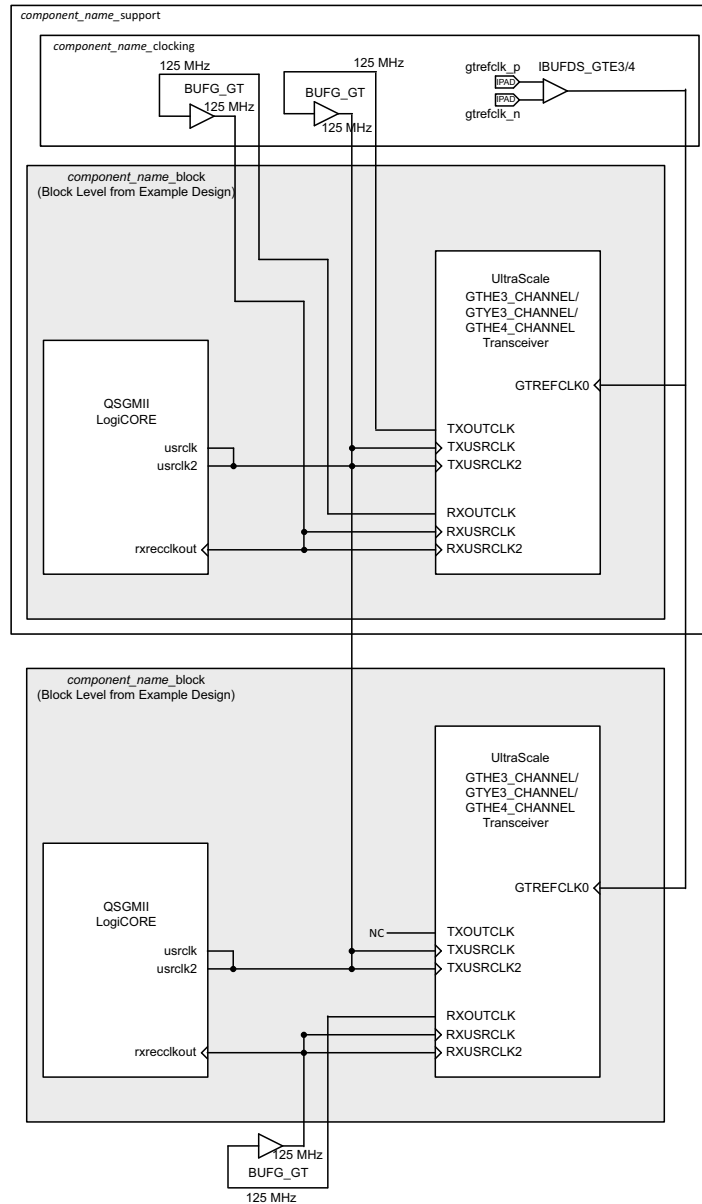 component_name_support
component_name_clocking
125 MHz
BUFG_GT
125 MHz
125 MHz
BUFG_GT
125 MHz
gtrefclk_p
IPAD
IPAD
gtrefclk_n
IBUFDS_GTE3/4
component_name_block
(Block Level from Example Design)
QSGMII
LogiCORE
usrclk
usrclk2
rxrecclkout
UltraScale
GTHE3_CHANNEL/
GTYE3_CHANNEL/
GTHE4_CHANNEL
Transceiver
GTREFCLK0
TXOUTCLK
TXUSRCLK
TXUSRCLK2
RXOUTCLK
RXUSRCLK
RXUSRCLK2
component_name_block
(Block Level from Example Design)
QSGMII
LogiCORE
usrclk
usrclk2
rxrecclkout
UltraScale
GTHE3_CHANNEL/
GTYE3_CHANNEL/
GTHE4_CHANNEL
Transceiver
GTREFCLK0
NC
TXOUTCLK
TXUSRCLK
TXUSRCLK2
RXOUTCLK
RXUSRCLK
RXUSRCLK2
125 MHz
BUFG_GT
125 MHz